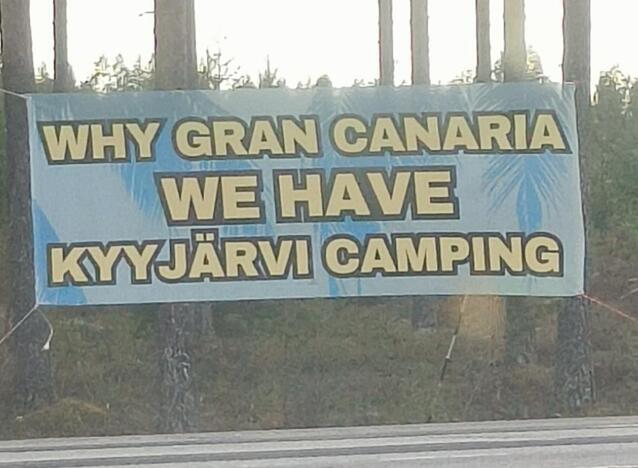 WHY GRAN CANARIA
WE HAVE
KYYJÄRVI CAMPING